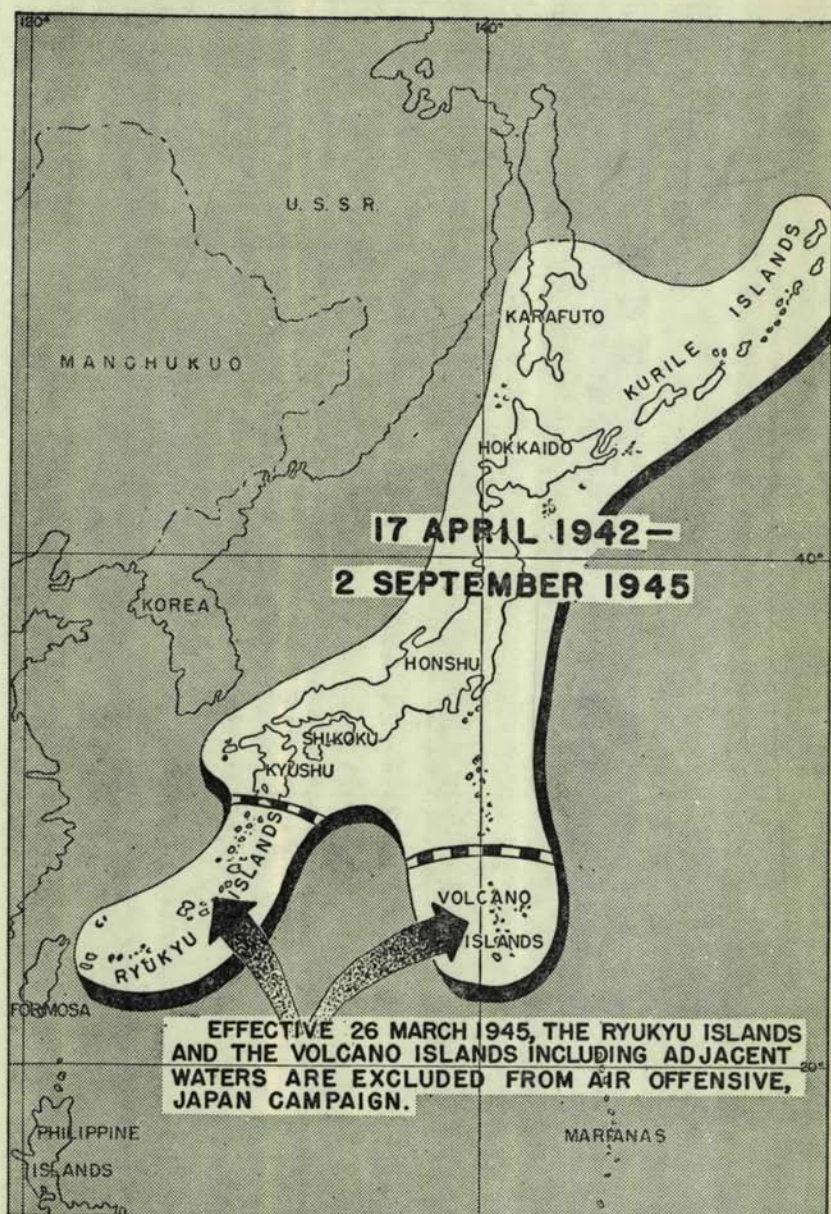 120°
140°
U.S.S.R.
MANCHUKUO
KARAFUTO
KURILE ISLANDS
HOKKAIDO
17 APRIL 1942—
2 SEPTEMBER 1945
40°
KOREA
HONSHU
SHIKOKU
KYUSHU
RYUKYU ISLANDS
VOLCANO
ISLANDS
FORMOSA
EFFECTIVE 26 MARCH 1945, THE RYUKYU ISLANDS
AND THE VOLCANO ISLANDS INCLUDING ADJACENT
WATERS ARE EXCLUDED FROM AIR OFFENSIVE,
JAPAN CAMPAIGN.
20°
PHILIPPINE
ISLANDS
MARIANAS